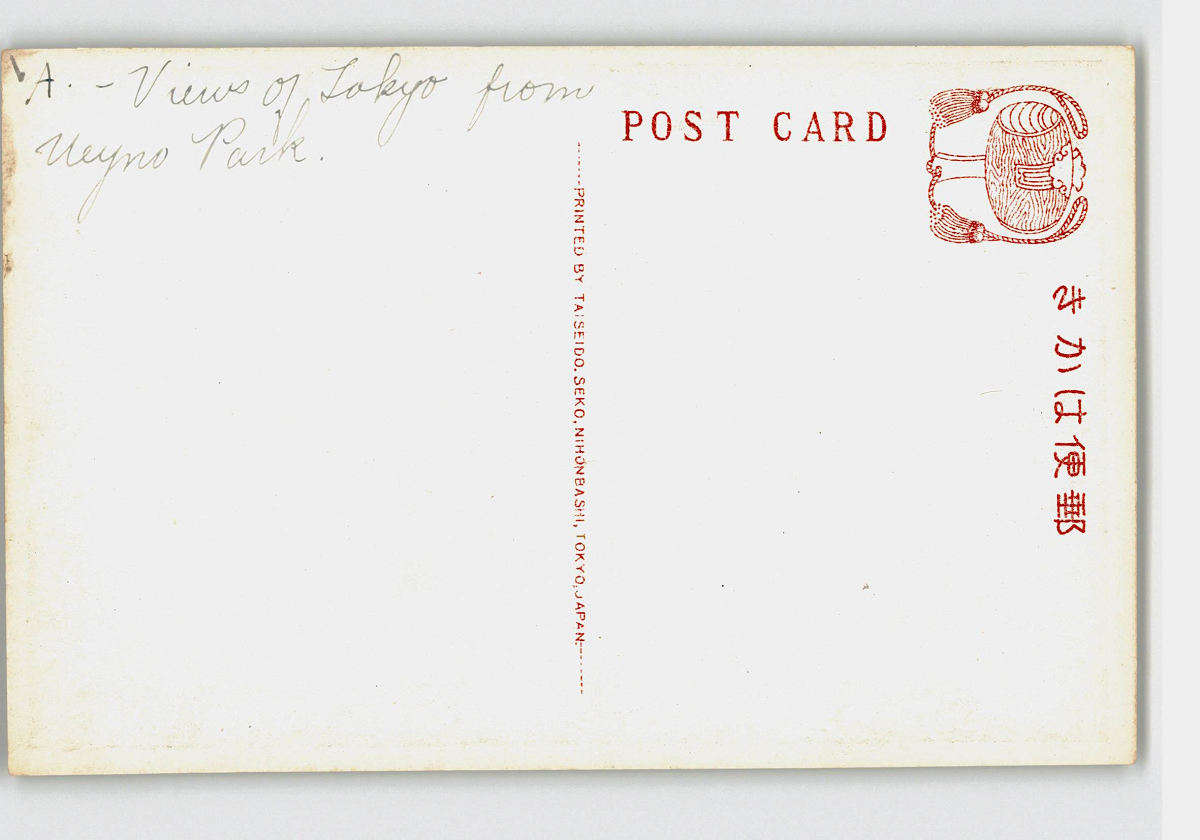 A. - Views of Tokyo from
Ueyno Park.
POST CARD
PRINTED BY TAISEIDO. SEKO, NIHONBASHI, TOKYO, JAPAN.
きかは便郵